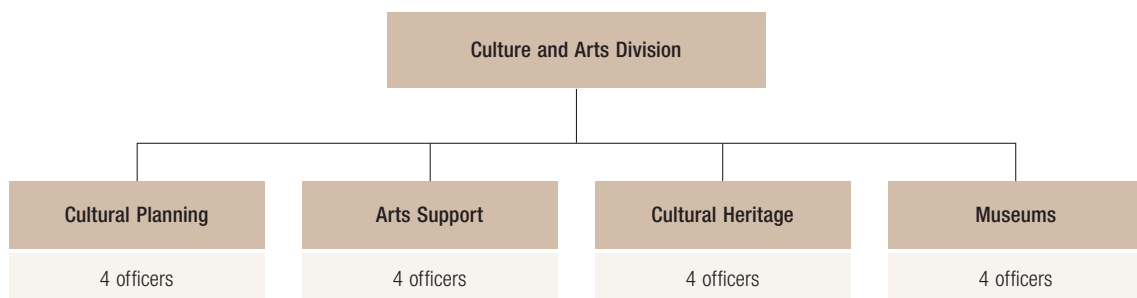 Culture and Arts Division
Cultural Planning
Arts Support
Cultural Heritage
Museums
4 officers
4 officers
4 officers
4 officers